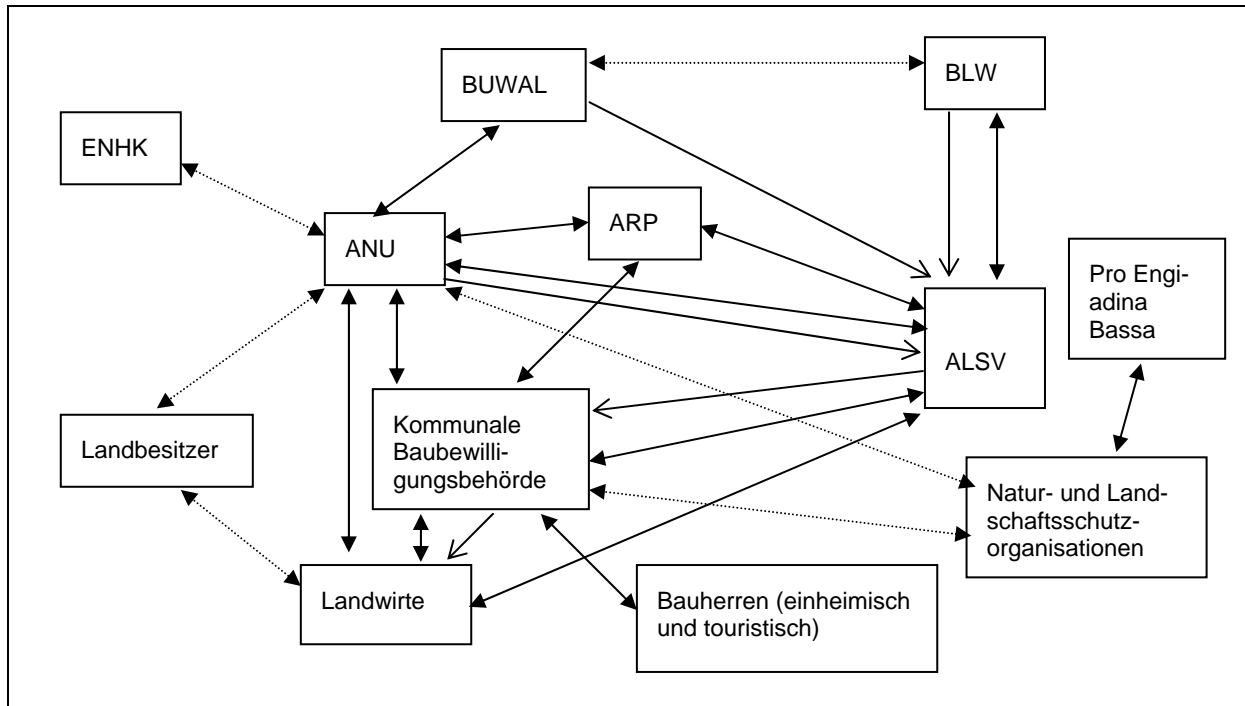 BUWAL
BLW
ENHK
ARP
ANU
Pro Engi-
adina
Bassa
ALSV
Kommunale
Baubewilli-
gungsbehörde
Landbesitzer
Natur- und Land-
schaftsschutz-
organisationen
Landwirte
Bauherren (einheimisch
und touristisch)